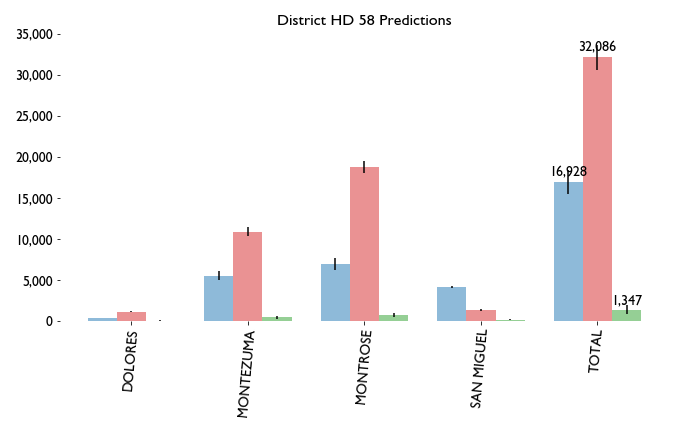 District HD 58 Predictions
35,000
30,000
25,000
20,000
15,000
10,000
5,000
0
32,086
16,928
1,347
DOLORES
MONTEZUMA
MONTROSE
SAN MIGUEL
TOTAL